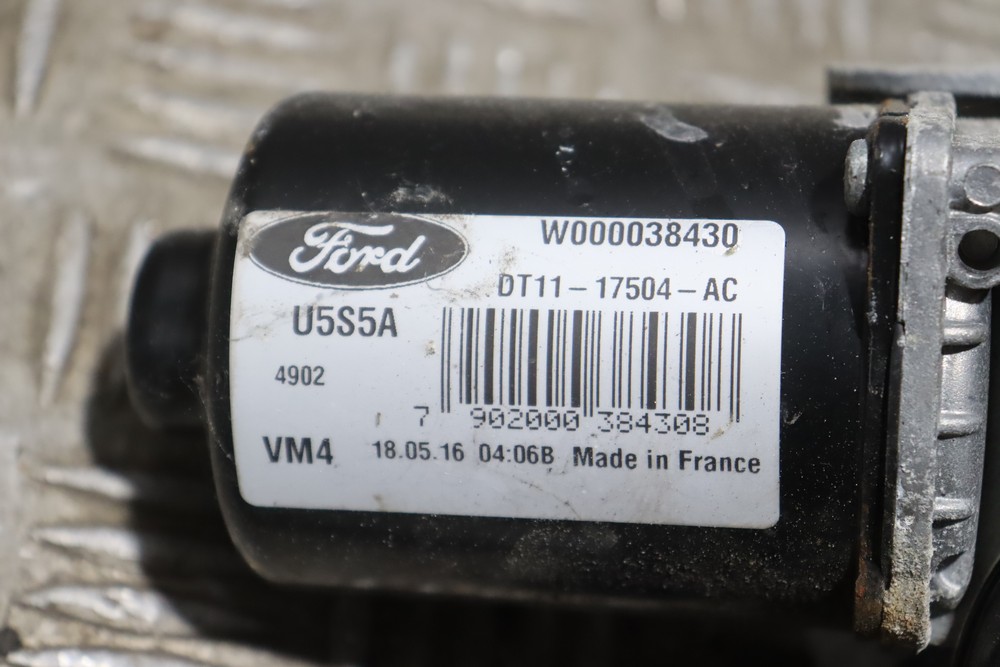 Ford
W000038430
DT11-17504-AC
U5S5A
4902
7 902000 384308
VM4 18.05.16 04:06B Made in France